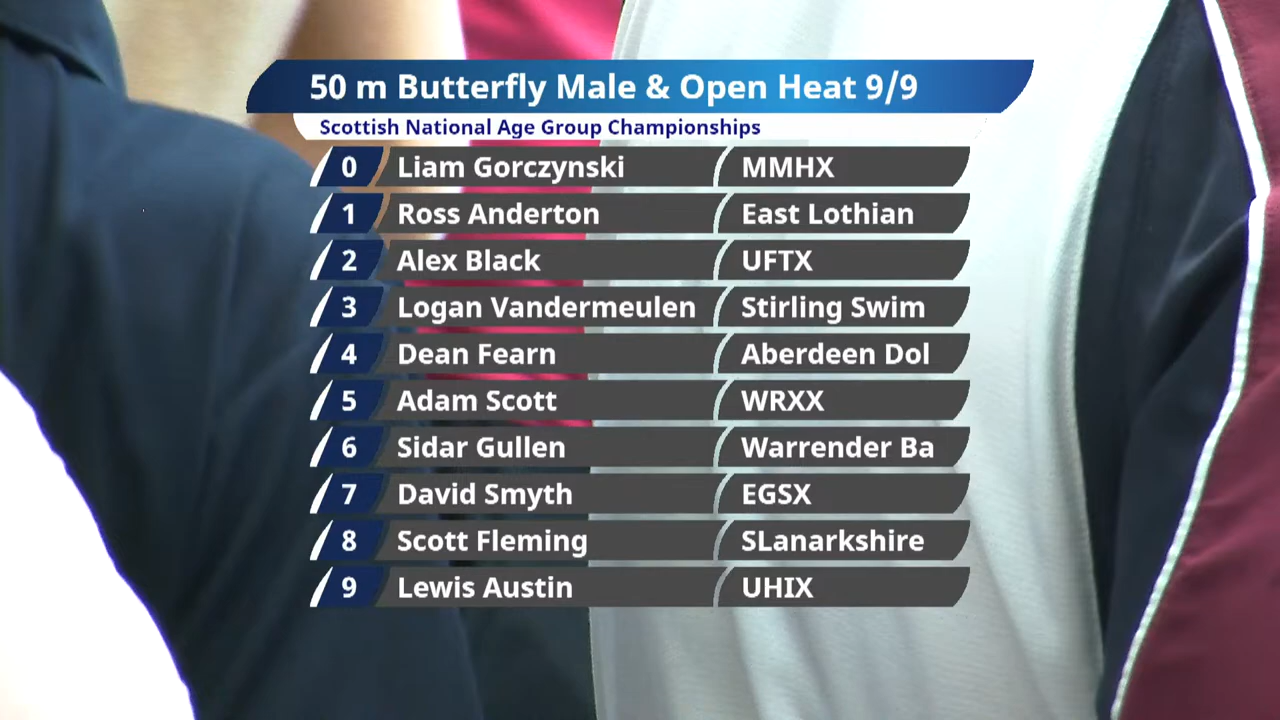 50 m Butterfly Male & Open Heat 9/9
Scottish National Age Group Championships
0 Liam Gorczynski MMHX
1 Ross Anderton East Lothian
2 Alex Black UFTX
3 Logan Vandermeulen Stirling Swim
4 Dean Fearn Aberdeen Dol
5 Adam Scott WRXX
6 Sidar Gullen Warrender Ba
7 David Smyth EGSX
8 Scott Fleming SLanarkshire
9 Lewis Austin UHIX